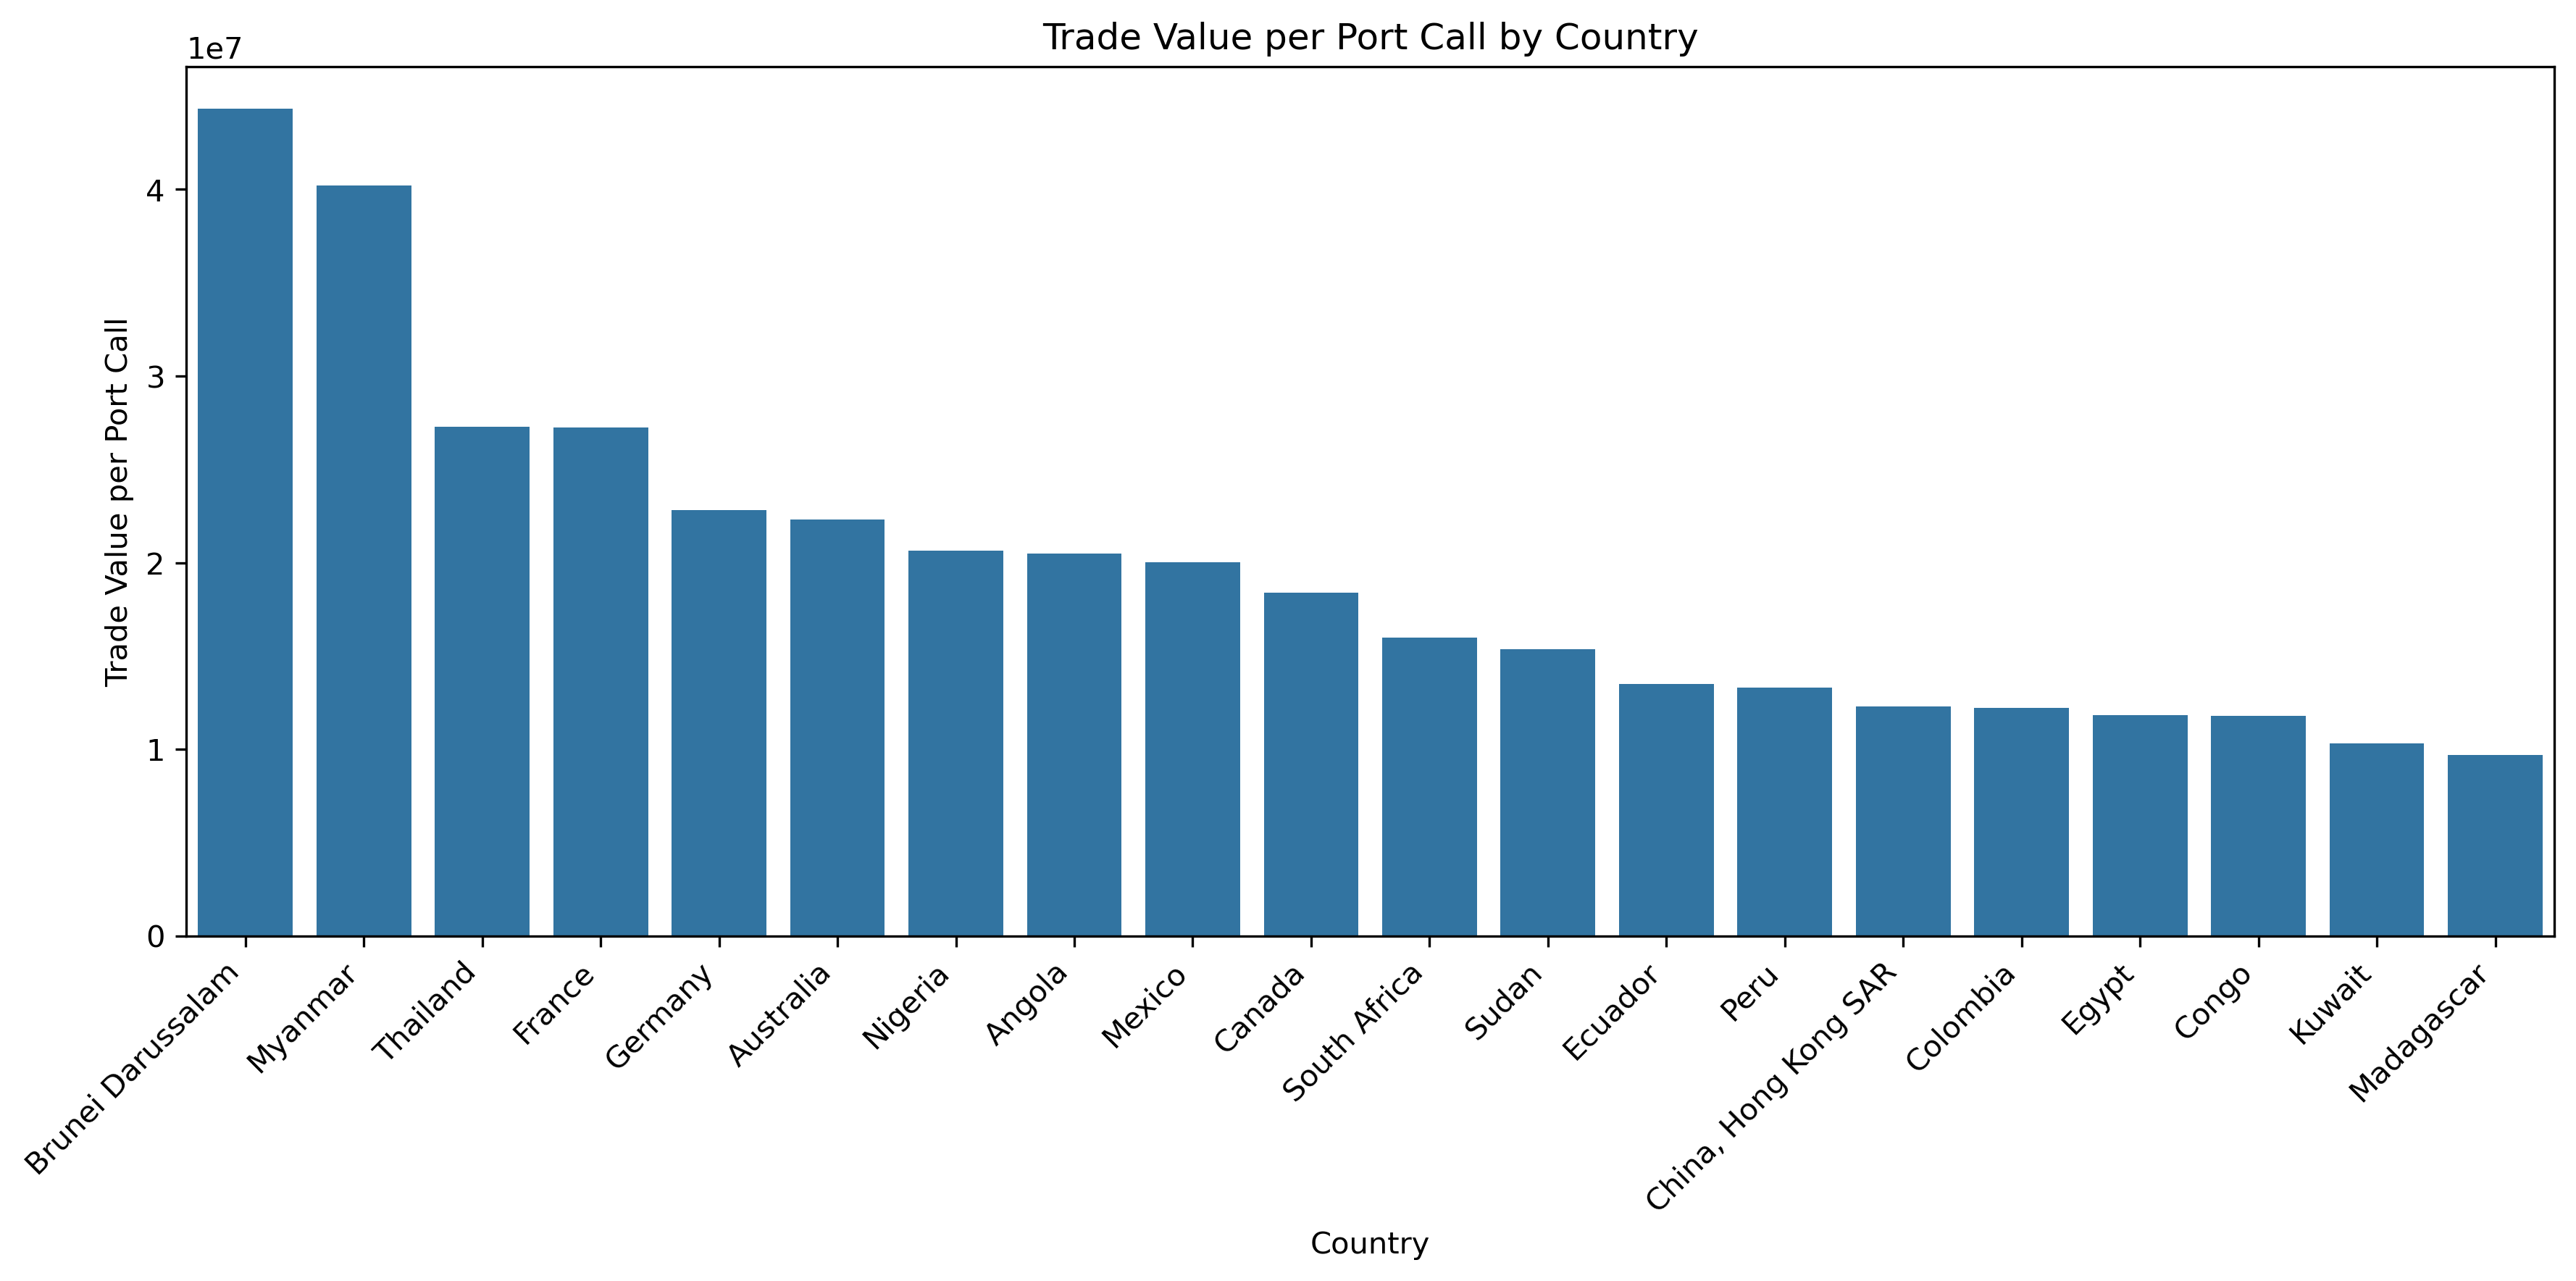 Trade Value per Port Call by Country
1e7
4
3
2
1
0
Trade Value per Port Call
Brunei Darussalam
Myanmar
Thailand
France
Germany
Australia
Nigeria
Angola
Mexico
Canada
South Africa
Sudan
Ecuador
Peru
China, Hong Kong SAR
Colombia
Egypt
Congo
Kuwait
Madagascar
Country